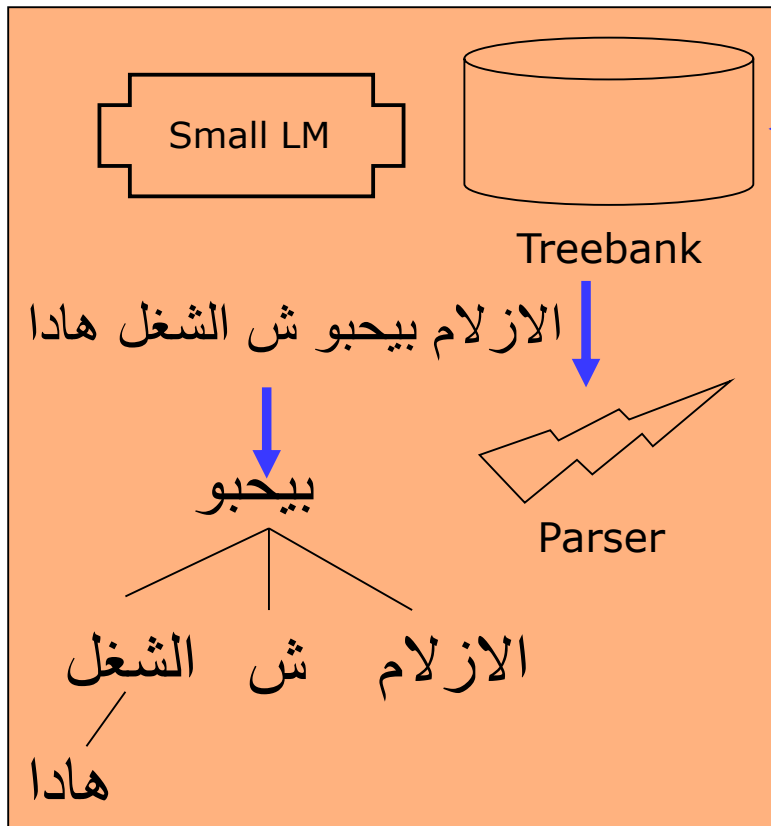 Small LM
Treebank
الازلام بيحبو ش الشغل هادا
بيحبو
Parser
الازلام ش الشغل
هادا